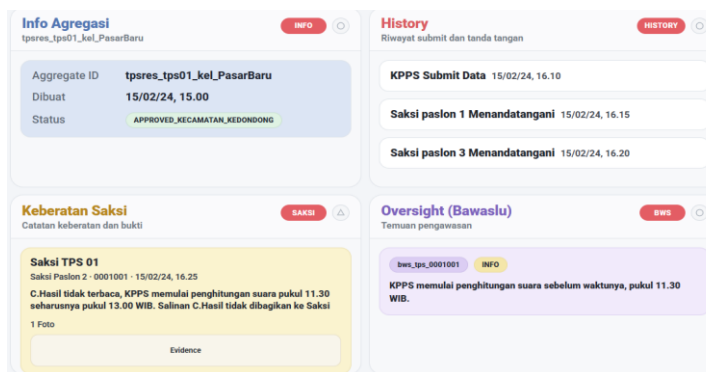 Info Agregasi
INFO
tpsres_tps01_kel_PasarBaru
Aggregate ID tpsres_tps01_kel_PasarBaru
Dibuat 15/02/24, 15.00
Status APPROVED_KECAMATAN_KEDONDONG
History
HISTORY
Riwayat submit dan tanda tangan
KPPS Submit Data 15/02/24, 16.10
Saksi paslon 1 Menandatangani 15/02/24, 16.15
Saksi paslon 3 Menandatangani 15/02/24, 16.20
Keberatan Saksi
SAKSI
Catatan keberatan dan bukti
Saksi TPS 01
Saksi Paslon 2 - 0001001 - 15/02/24, 16.25
C.Hasil tidak terbaca, KPPS memulai penghitungan suara pukul 11.30
seharusnya pukul 13.00 WIB. Salinan C.Hasil tidak dibagikan ke Saksi
1 Foto
Evidence
Oversight (Bawaslu)
BWS
Temuan pengawasan
bws_tps_0001001 INFO
KPPS memulai penghitungan suara sebelum waktunya, pukul 11.30
WIB.